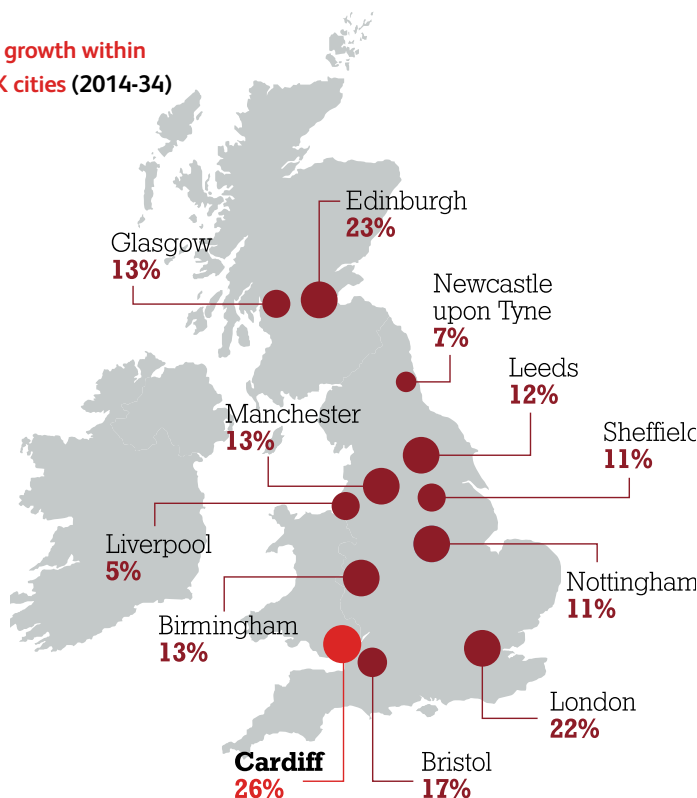 growth within
K cities (2014-34)
Edinburgh
23%
Glasgow
13%
Newcastle
upon Tyne
7%
Leeds
12%
Manchester
13%
Sheffield
11%
Liverpool
5%
Nottingham
11%
Birmingham
13%
London
22%
Cardiff
26%
Bristol
17%